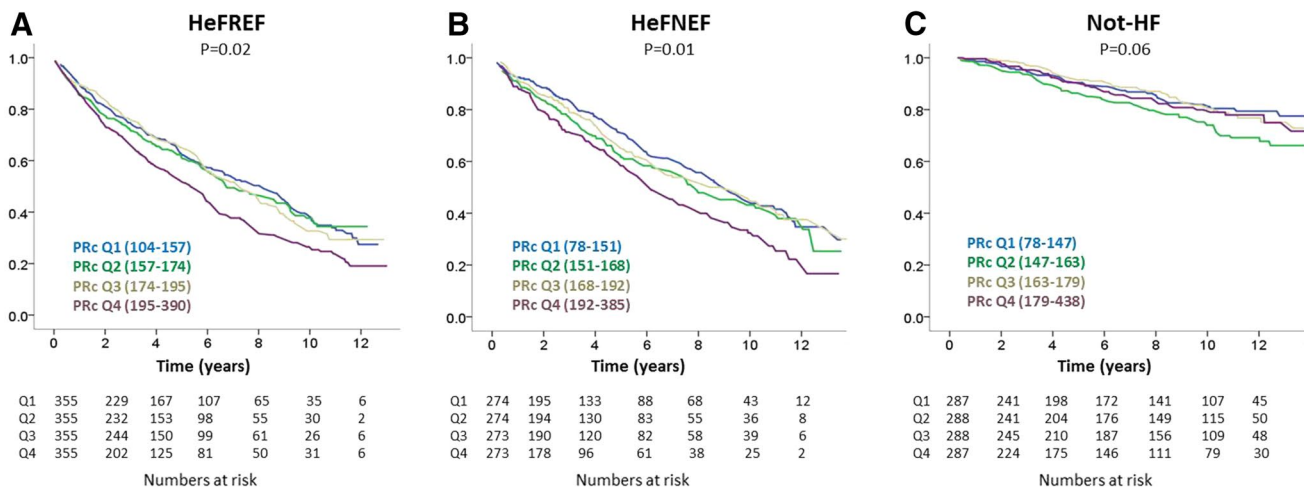 A
HeFREF
P=0.02
1.0
0.8
0.6
0.4
0.2
0.0
PRc Q1 (104-157)
PRc Q2 (157-174)
PRc Q3 (174-195)
PRc Q4 (195-390)
0 2 4 6 8 10 12
Time (years)
Q1 355 229 167 107 65 35 6
Q2 355 232 153 98 55 30 2
Q3 355 244 150 99 61 26 6
Q4 355 202 125 81 50 31 6
Numbers at risk
B
HeFNEF
P=0.01
1.0
0.8
0.6
0.4
0.2
0.0
PRc Q1 (78-151)
PRc Q2 (151-168)
PRc Q3 (168-192)
PRc Q4 (192-385)
0 2 4 6 8 10 12
Time (years)
Q1 274 195 133 88 68 43 12
Q2 274 194 130 83 55 36 8
Q3 273 190 120 82 58 39 6
Q4 273 178 96 61 38 25 2
Numbers at risk
C
Not-HF
P=0.06
1.0
0.8
0.6
0.4
0.2
0.0
PRc Q1 (78-147)
PRc Q2 (147-163)
PRc Q3 (163-179)
PRc Q4 (179-438)
0 2 4 6 8 10 12
Time (years)
Q1 287 241 198 172 141 107 45
Q2 288 241 204 176 149 115 50
Q3 288 245 210 187 156 109 48
Q4 287 224 175 146 111 79 30
Numbers at risk